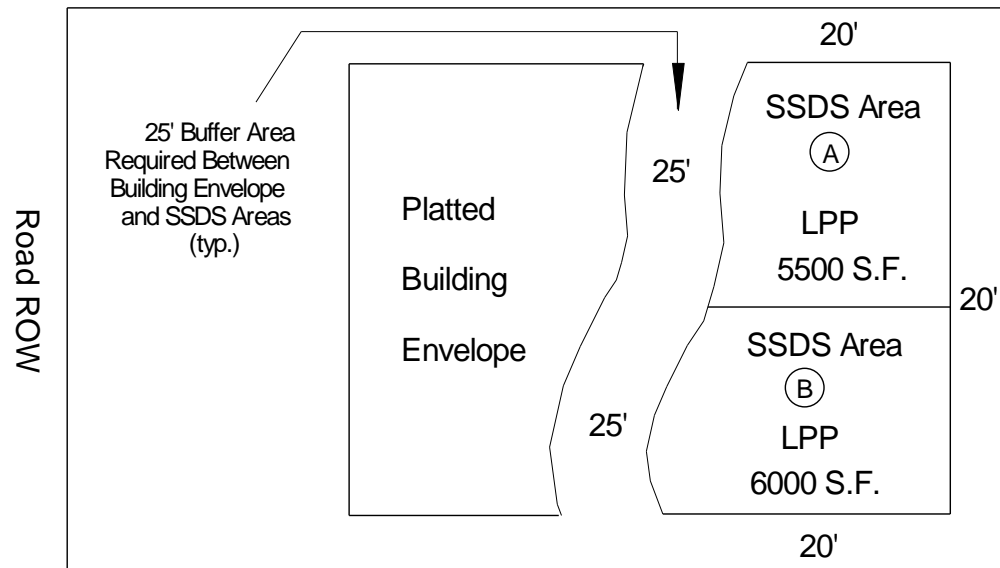 20'
25' Buffer Area
Required Between
Building Envelope
and SSDS Areas
(typ.)
Road ROW
Platted
Building
Envelope
25'
25'
SSDS Area
A
LPP
5500 S.F.
20'
SSDS Area
B
LPP
6000 S.F.
20'